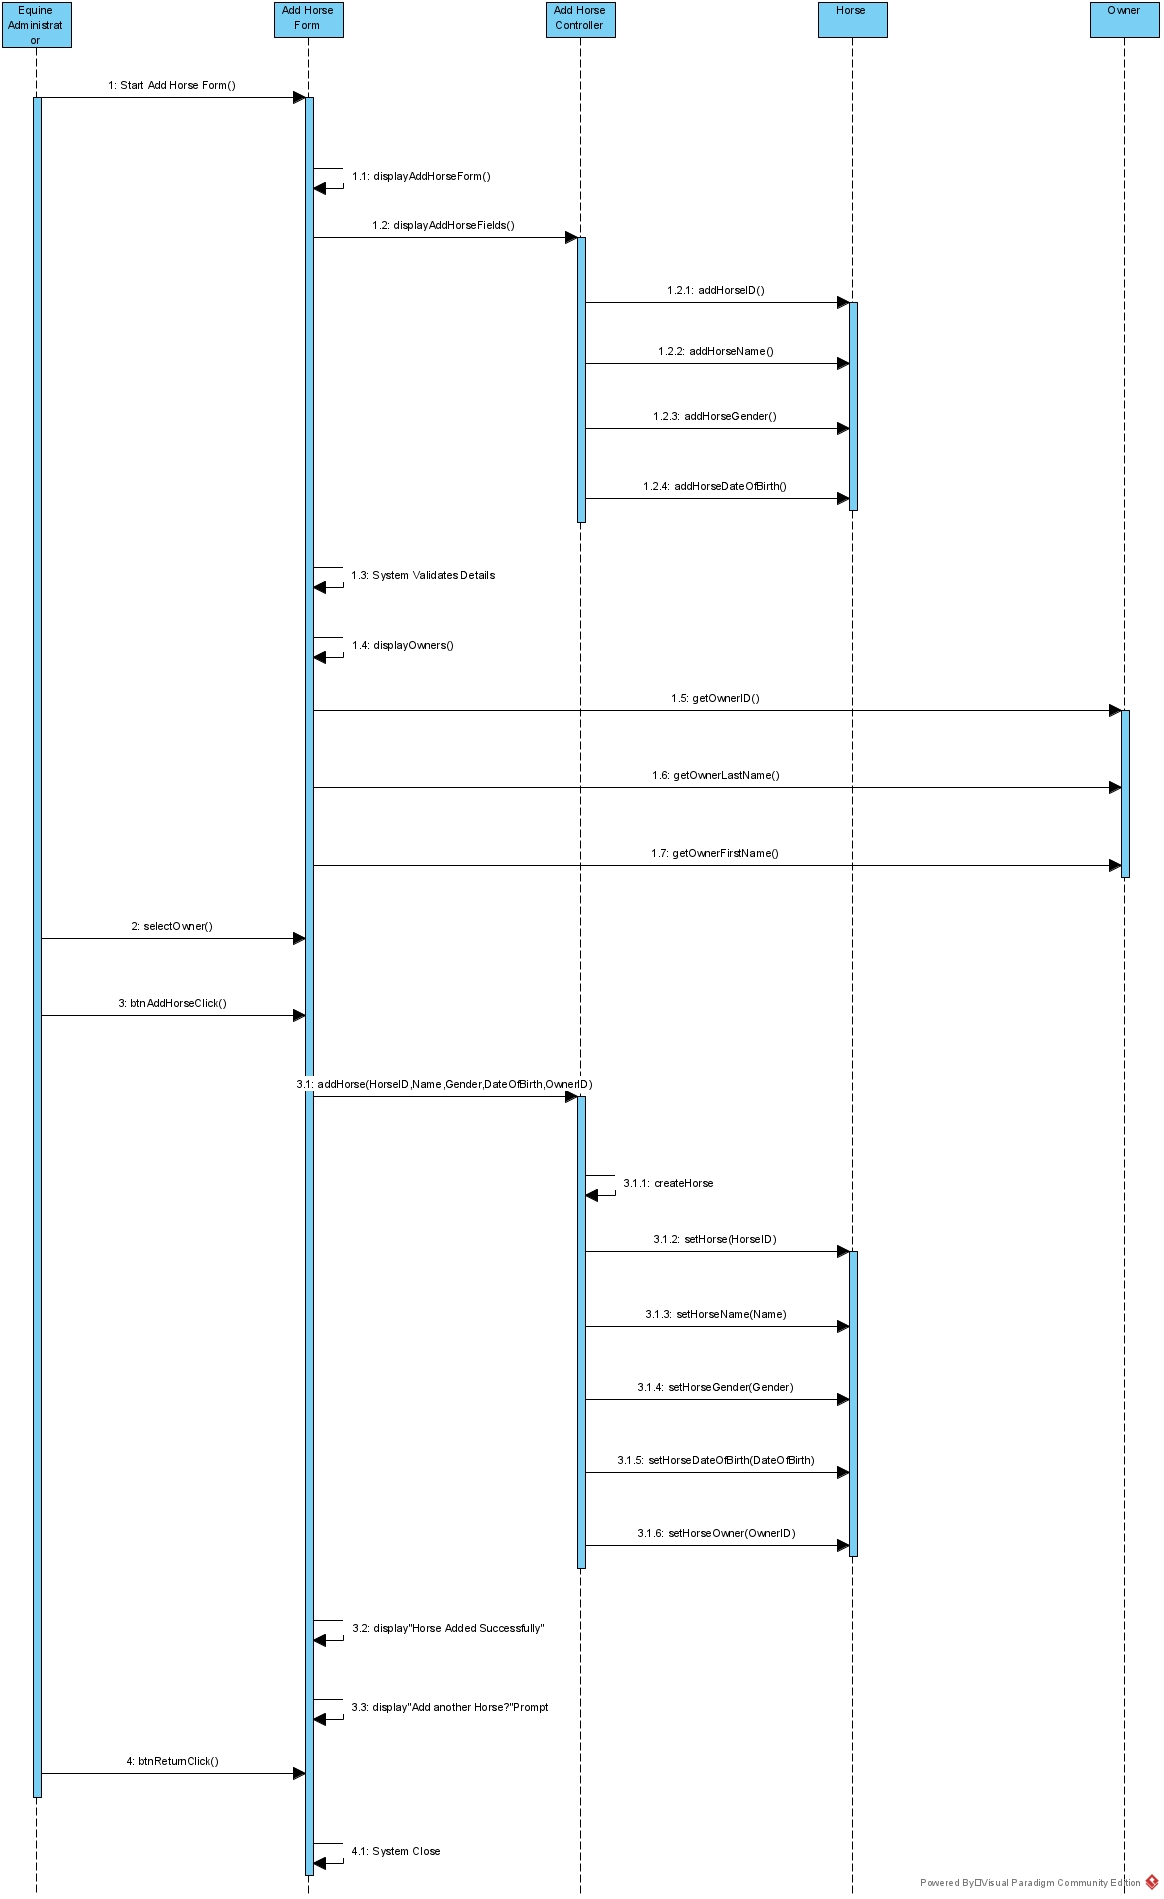 Equine
Administrat
or
Add Horse
Form
Add Horse
Controller
Horse
Owner
1: Start Add Horse Form()
1.1: displayAddHorseForm()
1.2: displayAddHorseFields()
1.2.1: addHorseID()
1.2.2: addHorseName()
1.2.3: addHorseGender()
1.2.4: addHorseDateOfBirth()
1.3: System Validates Details
1.4: displayOwners()
1.5: getOwnerID()
1.6: getOwnerLastName()
1.7: getOwnerFirstName()
2: selectOwner()
3: btnAddHorseClick()
3.1: addHorse(HorseID,Name,Gender,DateOfBirth,OwnerID)
3.1.1: createHorse
3.1.2: setHorse(HorseID)
3.1.3: setHorseName(Name)
3.1.4: setHorseGender(Gender)
3.1.5: setHorseDateOfBirth(DateOfBirth)
3.1.6: setHorseOwner(OwnerID)
3.2: display"Horse Added Successfully"
3.3: display"Add another Horse?"Prompt
4: btnReturnClick()
4.1: System Close
Powered By□Visual Paradigm Community Edition